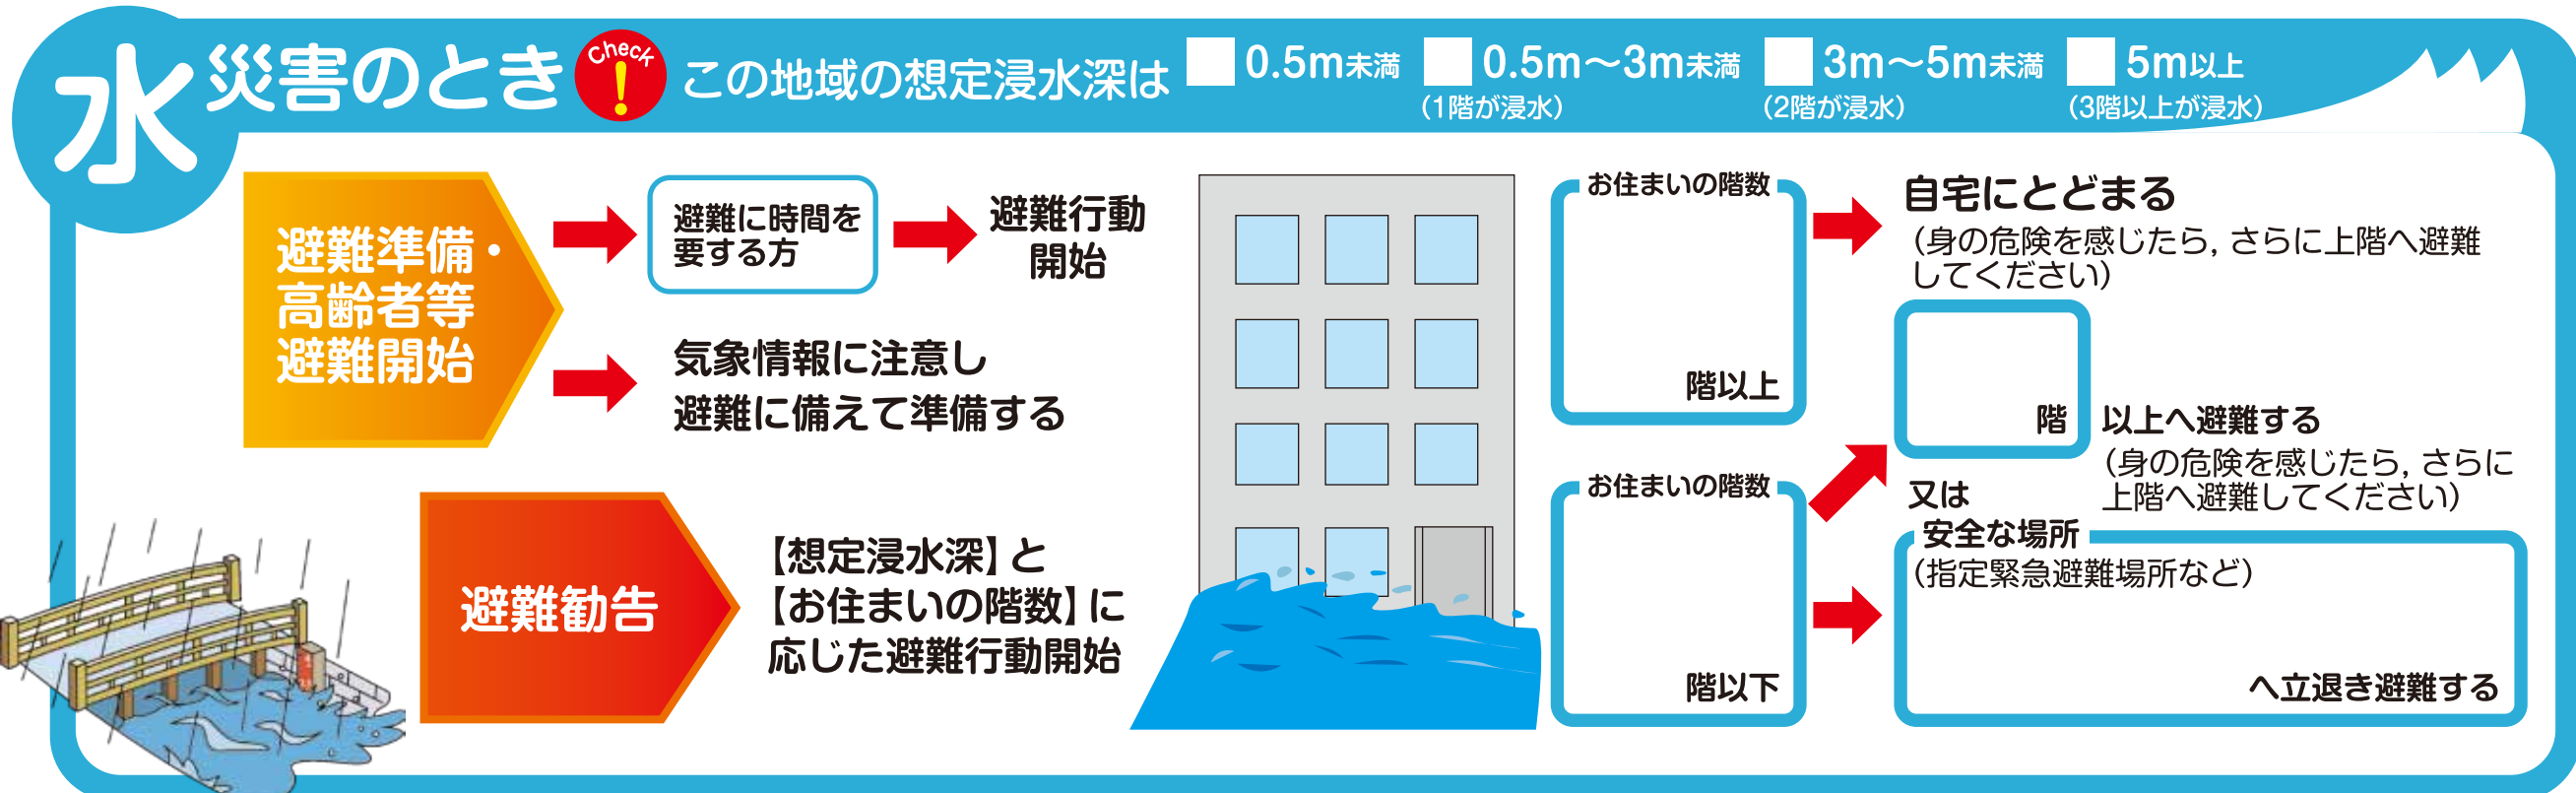 水災害のとき
Check
!
この地域の想定浸水深は
0.5m未満
0.5m～3m未満
（1階が浸水）
3m～5m未満
（2階が浸水）
5m以上
（3階以上が浸水）
避難準備・
高齢者等
避難開始
避難に時間を
要する方
避難行動
開始
気象情報に注意し
避難に備えて準備する
避難勧告
【想定浸水深】と
【お住まいの階数】に
応じた避難行動開始
お住まいの階数
階以上
自宅にとどまる
（身の危険を感じたら，さらに上階へ避難
してください）
お住まいの階数
階以下
階
以上へ避難する
（身の危険を感じたら，さらに
上階へ避難してください）
又は
安全な場所
（指定緊急避難場所など）
へ立退き避難する